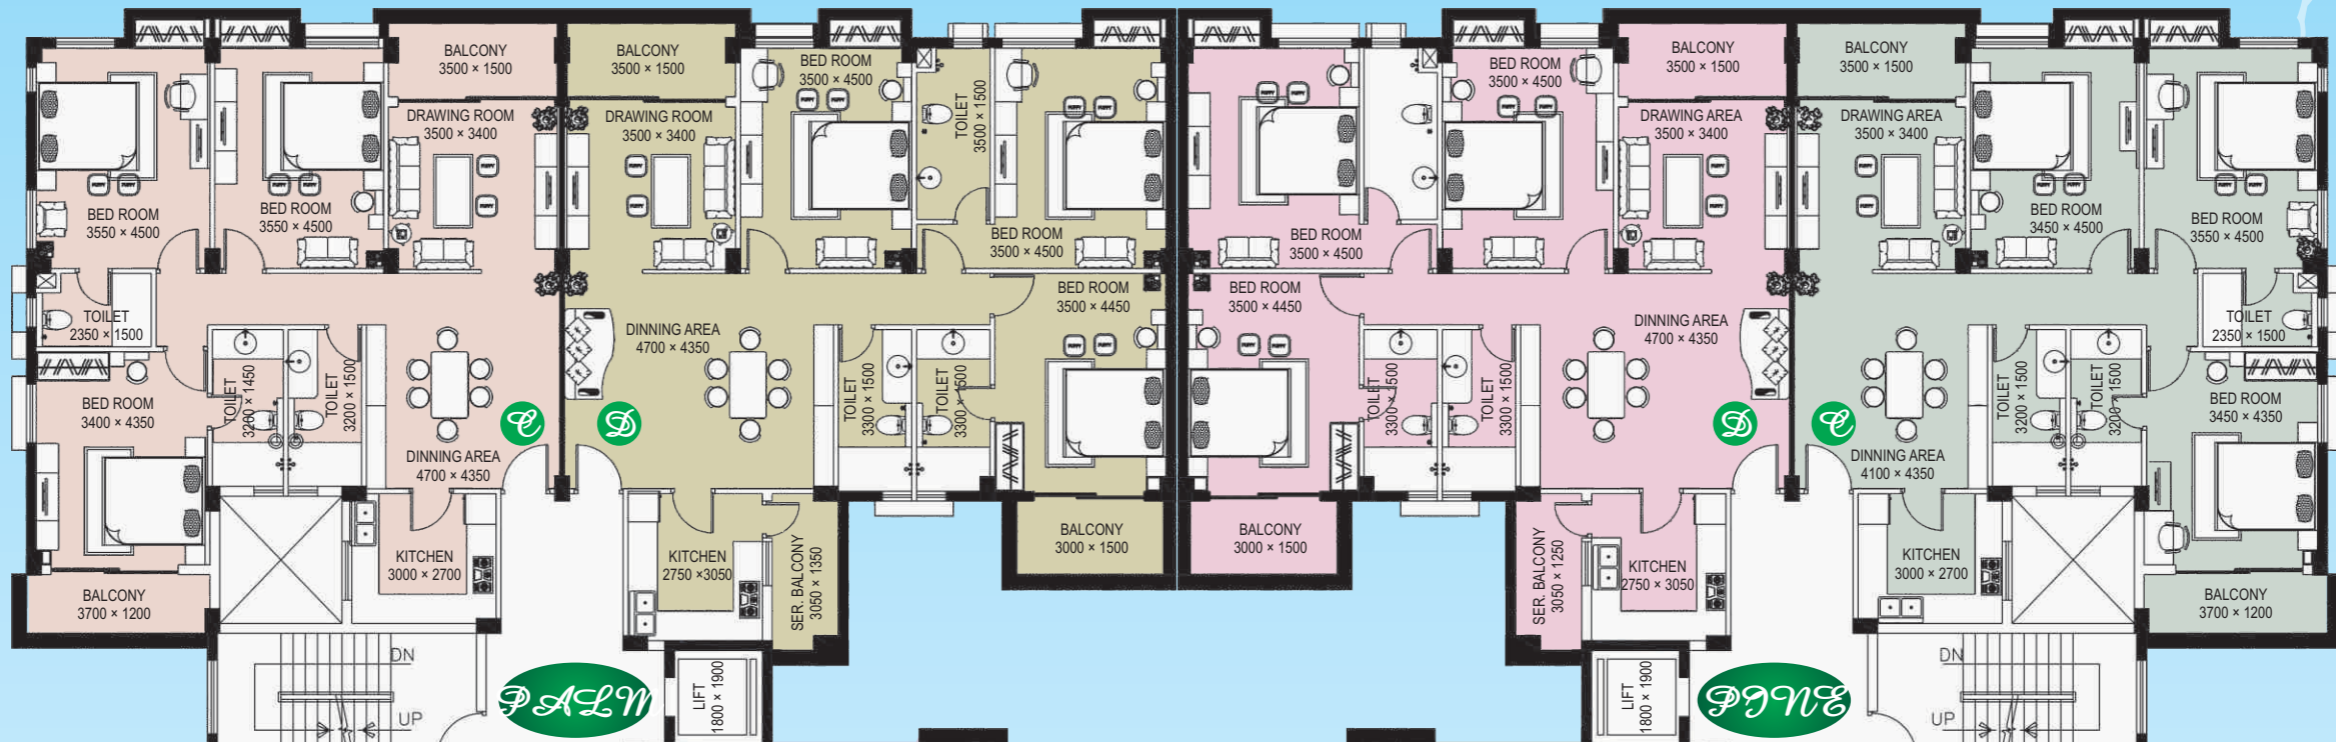 BALCONY
3500 × 1500
BALCONY
3500 × 1500
BED ROOM
3500 × 4500
TOILET
3500 × 1500
DRAWING ROOM
3500 × 3400
DRAWING ROOM
3500 × 3400
BED ROOM
3550 × 4500
BED ROOM
3550 × 4500
BED ROOM
3500 × 4500
TOILET
2350 × 1500
DINNING AREA
4700 × 4350
BED ROOM
3500 × 4450
BED ROOM
3400 × 4350
TOILET
3200 × 1450
TOILET
3200 × 1500
TOILET
3300 × 1500
TOILET
3300 × 1500
C
D
DINNING AREA
4700 × 4350
KITCHEN
3000 × 2700
KITCHEN
2750 ×3050
SER. BALCONY
3050 × 1350
BALCONY
3000 × 1500
BALCONY
3700 × 1200
DN
UP
PALM
LIFT
1800 × 1900
BALCONY
3500 × 1500
BALCONY
3500 × 1500
BED ROOM
3500 × 4500
DRAWING AREA
3500 × 3400
DRAWING AREA
3500 × 3400
BED ROOM
3500 × 4500
BED ROOM
3450 × 4500
BED ROOM
3550 × 4500
BED ROOM
3500 × 4450
DINNING AREA
4700 × 4350
TOILET
2350 × 1500
TOILET
3300 × 1500
TOILET
3300 × 1500
TOILET
3200 × 1500
TOILET
3200 × 1500
BED ROOM
3450 × 4350
D
C
DINNING AREA
4100 × 4350
BALCONY
3000 × 1500
SER. BALCONY
3050 × 1250
KITCHEN
2750 × 3050
KITCHEN
3000 × 2700
BALCONY
3700 × 1200
LIFT
1800 × 1900
PINE
DN
UP